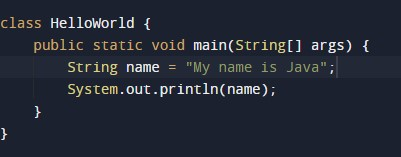 class HelloWorld {
    public static void main(String[] args) {
        String name = "My name is Java";
        System.out.println(name);
    }
}